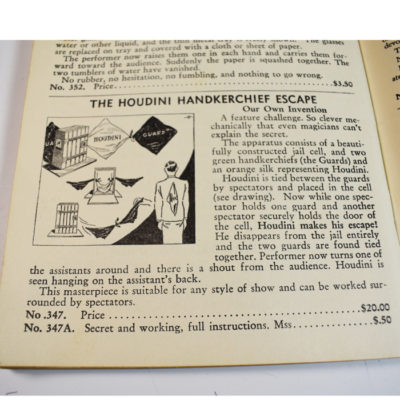 water or other liquid, and the thin metal tray
are replaced on tray and covered with a cloth or sheet of paper.
The performer now raises them one in each hand and carries them for-
ward toward the audience. Suddenly the paper is squashed together. The
two tumblers of water have vanished.
No rubber, no hesitation, no fumbling, and nothing to go wrong.
No. 352. Price $3.50
THE HOUDINI HANDKERCHIEF ESCAPE
Our Own Invention
A feature challenge. So clever me-
chanically that even magicians can't
explain the secret.
The apparatus consists of a beauti-
fully constructed jail cell, and two
green handkerchiefs (the Guards) and
an orange silk representing Houdini.
Houdini is tied between the guards
by spectators and placed in the cell
(see drawing). Now while one spec-
tator holds one guard and another
spectator securely holds the door of
the cell, Houdini makes his escape!
He disappears from the jail entirely
and the two guards are found tied
together. Performer now turns one of
the assistants around and there is a shout from the audience. Houdini is
seen hanging on the assistant's back.
This masterpiece is suitable for any style of show and can be worked sur-
rounded by spectators.
No .347. Price $20.00
No. 347A. Secret and working, full instructions. Mss $.50
HOUDINI
GUARD